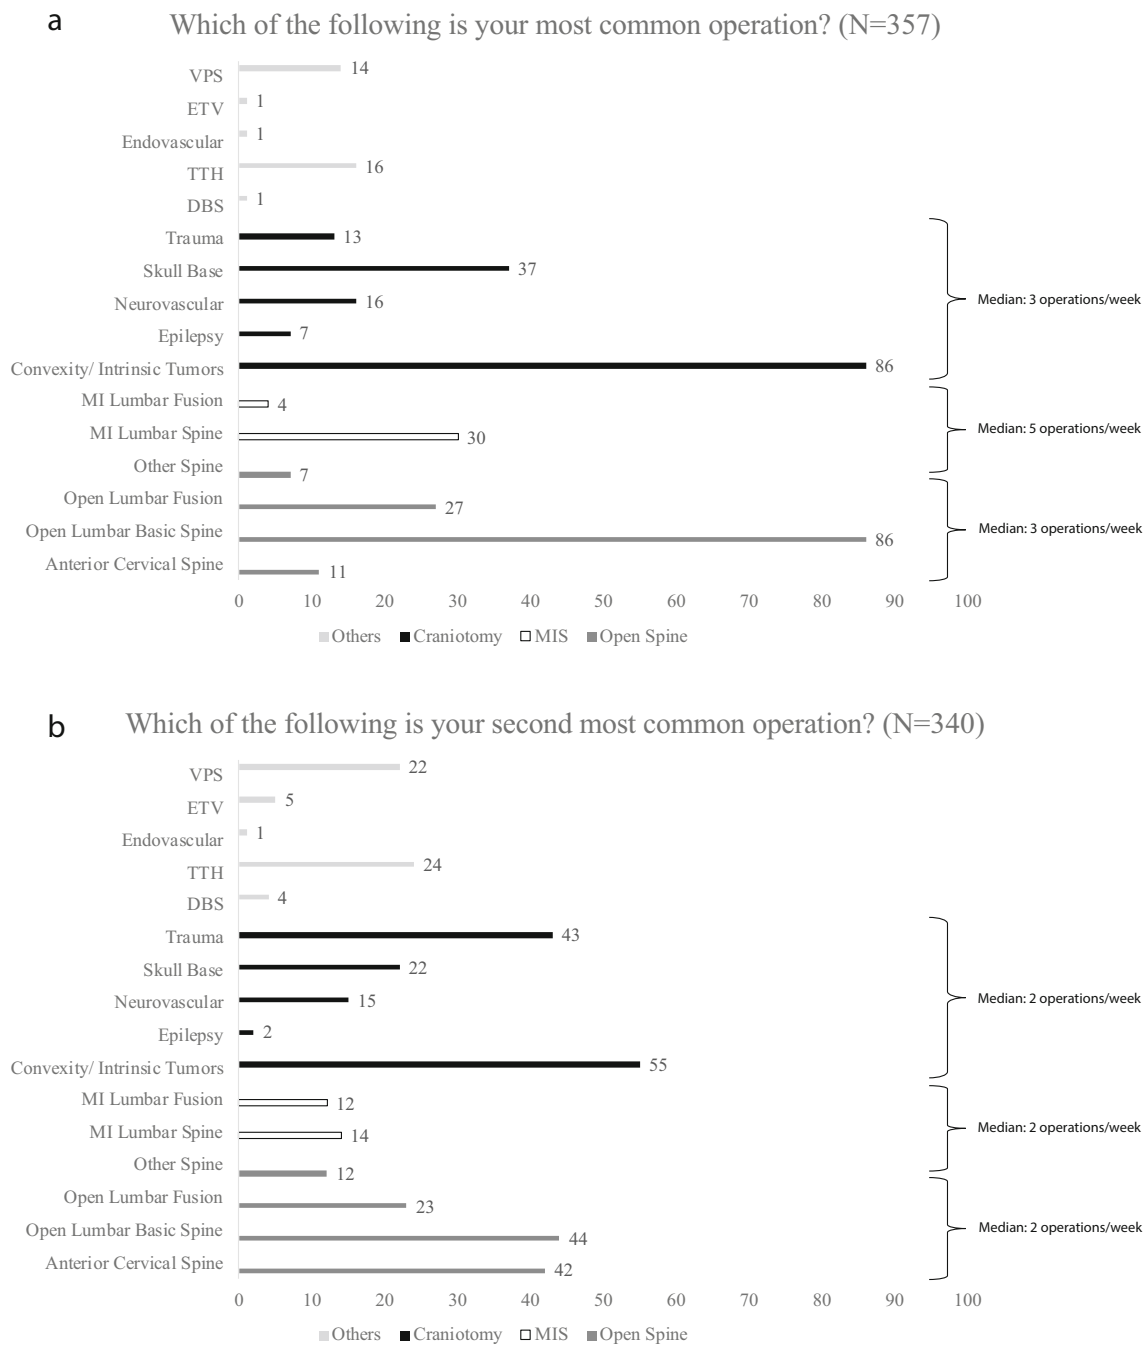 a
Which of the following is your most common operation? (N=357)
VPS 14
ETV 1
Endovascular 1
TTH 16
DBS 1
Trauma 13
Skull Base 37
Neurovascular 16
Epilepsy 7
Median: 3 operations/week
Convexity/ Intrinsic Tumors 86
MI Lumbar Fusion 4
MI Lumbar Spine 30
Median: 5 operations/week
Other Spine 7
Open Lumbar Fusion 27
Open Lumbar Basic Spine 86
Median: 3 operations/week
Anterior Cervical Spine 11
0 10 20 30 40 50 60 70 80 90 100
Others Craniotomy MIS Open Spine
b
Which of the following is your second most common operation? (N=340)
VPS 22
ETV 5
Endovascular 1
TTH 24
DBS 4
Trauma 43
Skull Base 22
Neurovascular 15
Median: 2 operations/week
Epilepsy 2
Convexity/ Intrinsic Tumors 55
MI Lumbar Fusion 12
MI Lumbar Spine 14
Median: 2 operations/week
Other Spine 12
Open Lumbar Fusion 23
Open Lumbar Basic Spine 44
Median: 2 operations/week
Anterior Cervical Spine 42
0 10 20 30 40 50 60 70 80 90 100
Others Craniotomy MIS Open Spine